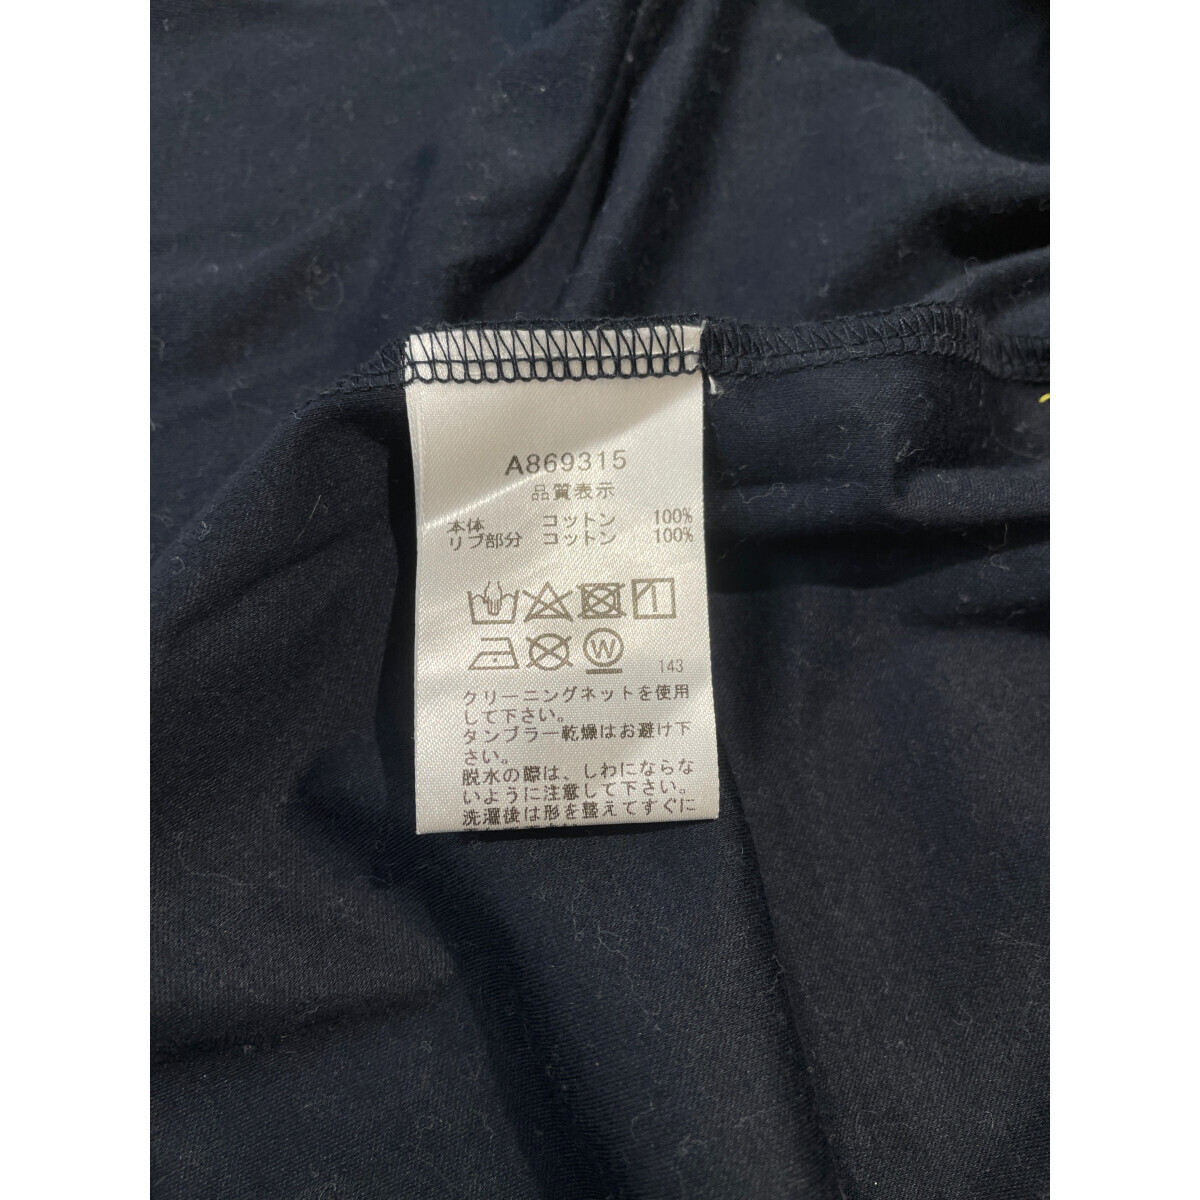 A869315
品質表示
本体 コットン 100%
リブ部分 コットン 100%
W
143
クリーニングネットを使用
して下さい。
タンブラー乾燥はお避け下
さい。
脱水の際は、しわにならな
いように注意して下さい。
洗濯後は形を整えてすぐに